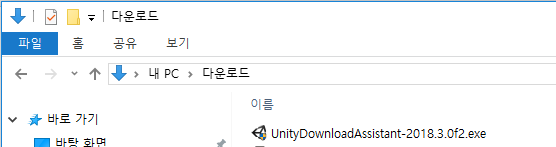 다운로드
파일 홈 공유 보기
내 PC > 다운로드
이름
바로 가기
UnityDownloadAssistant-2018.3.0f2.exe
바탕 화면